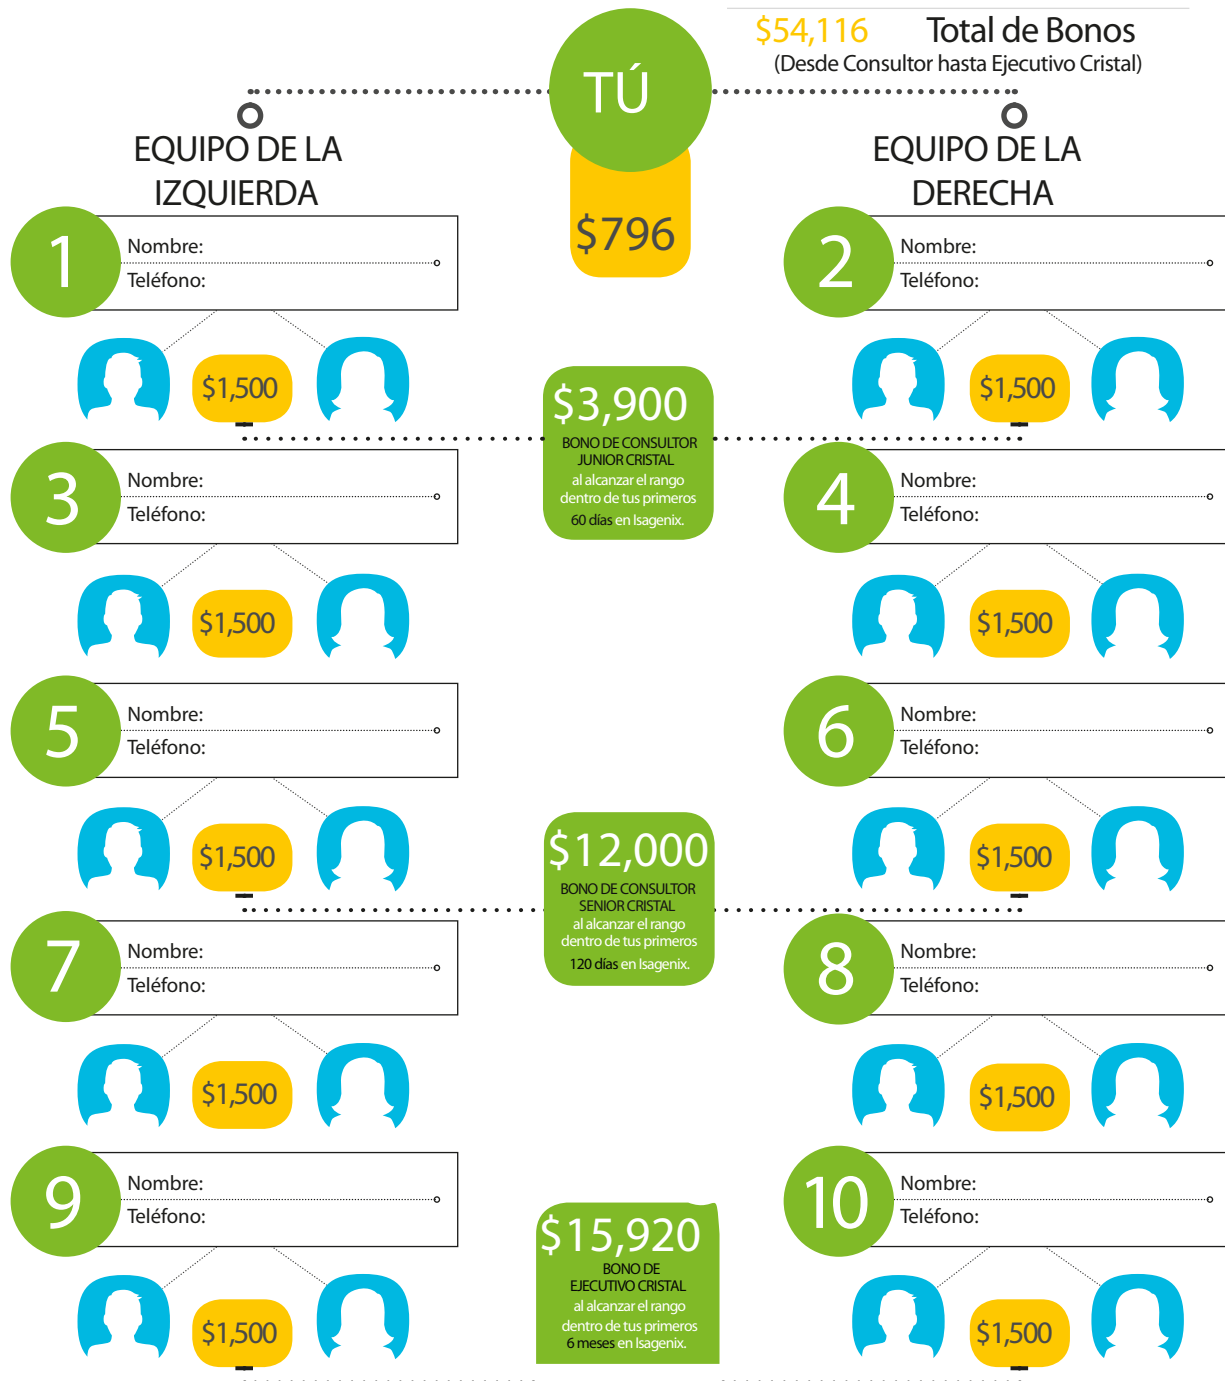 $54,116 Total de Bonos
(Desde Consultor hasta Ejecutivo Cristal)
TÚ
$796
EQUIPO DE LA
IZQUIERDA
EQUIPO DE LA
DERECHA
1
Nombre:
Teléfono:
2
Nombre:
Teléfono:
$1,500
$1,500
$3,900
BONO DE CONSULTOR
JUNIOR CRISTAL
al alcanzar el rango
dentro de tus primeros
60 días en Isagenix.
3
Nombre:
Teléfono:
4
Nombre:
Teléfono:
$1,500
$1,500
5
Nombre:
Teléfono:
6
Nombre:
Teléfono:
$1,500
$1,500
$12,000
BONO DE CONSULTOR
SENIOR CRISTAL
al alcanzar el rango
dentro de tus primeros
120 días en Isagenix.
7
Nombre:
Teléfono:
8
Nombre:
Teléfono:
$1,500
$1,500
9
Nombre:
Teléfono:
10
Nombre:
Teléfono:
$15,920
BONO DE
EJECUTIVO CRISTAL
al alcanzar el rango
dentro de tus primeros
6 meses en Isagenix.
$1,500
$1,500